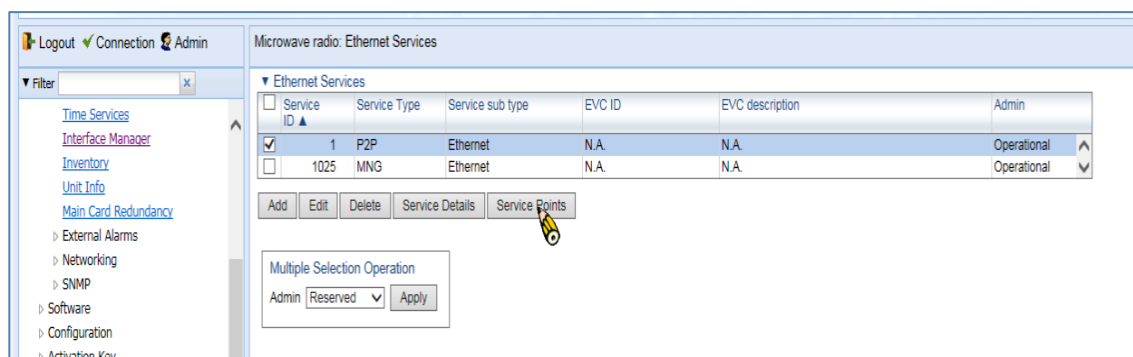 Logout Connection Admin
Microwave radio: Ethernet Services
Filter x
Time Services
Interface Manager
Inventory
Unit Info
Main Card Redundancy
External Alarms
Networking
SNMP
Software
Configuration
Activation Key
Ethernet Services
Service ID ▲ Service Type Service sub type EVC ID EVC description Admin
1 P2P Ethernet N.A. N.A. Operational
1025 MNG Ethernet N.A. N.A. Operational
Add Edit Delete Service Details Service Points
Multiple Selection Operation
Admin Reserved Apply